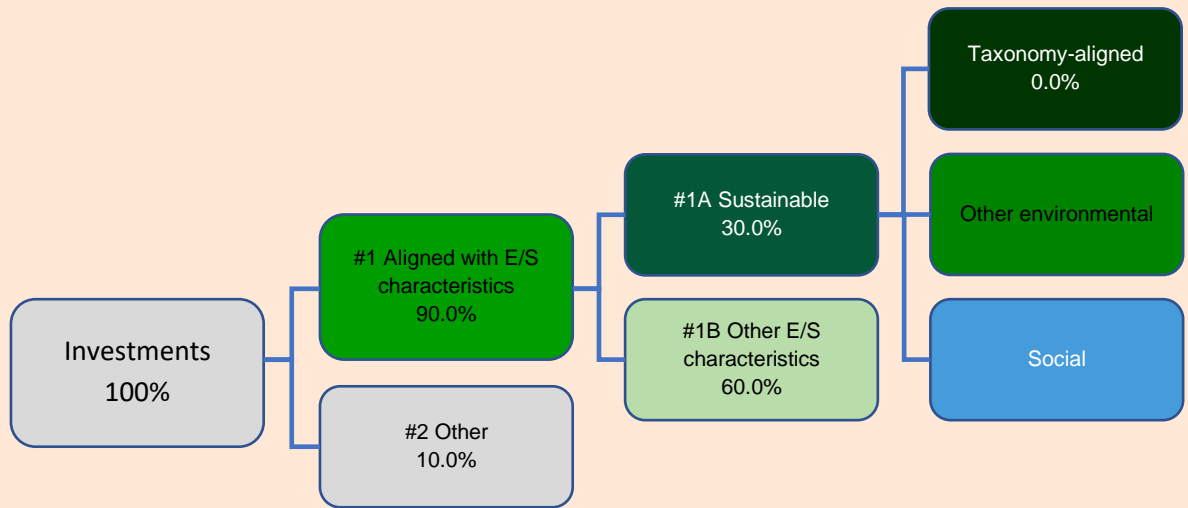 Taxonomy-aligned
0.0%
#1A Sustainable
30.0%
Other environmental
#1 Aligned with E/S
characteristics
90.0%
Investments
100%
#1B Other E/S
characteristics
60.0%
Social
#2 Other
10.0%